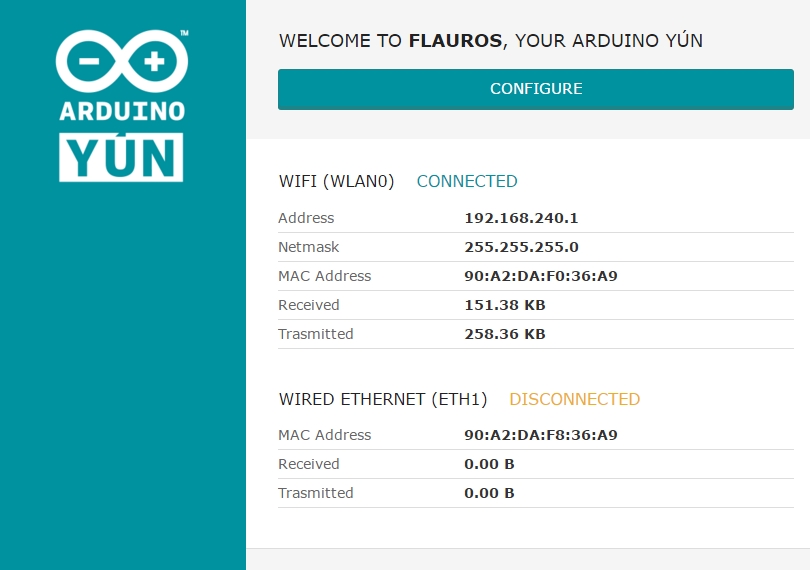 ™
ARDUINO
YÚN
WELCOME TO FLAUROS, YOUR ARDUINO YÚN
CONFIGURE
WIFI (WLAN0) CONNECTED
Address 192.168.240.1
Netmask 255.255.255.0
MAC Address 90:A2:DA:F0:36:A9
Received 151.38 KB
Trasmitted 258.36 KB
WIRED ETHERNET (ETH1) DISCONNECTED
MAC Address 90:A2:DA:F8:36:A9
Received 0.00 B
Trasmitted 0.00 B